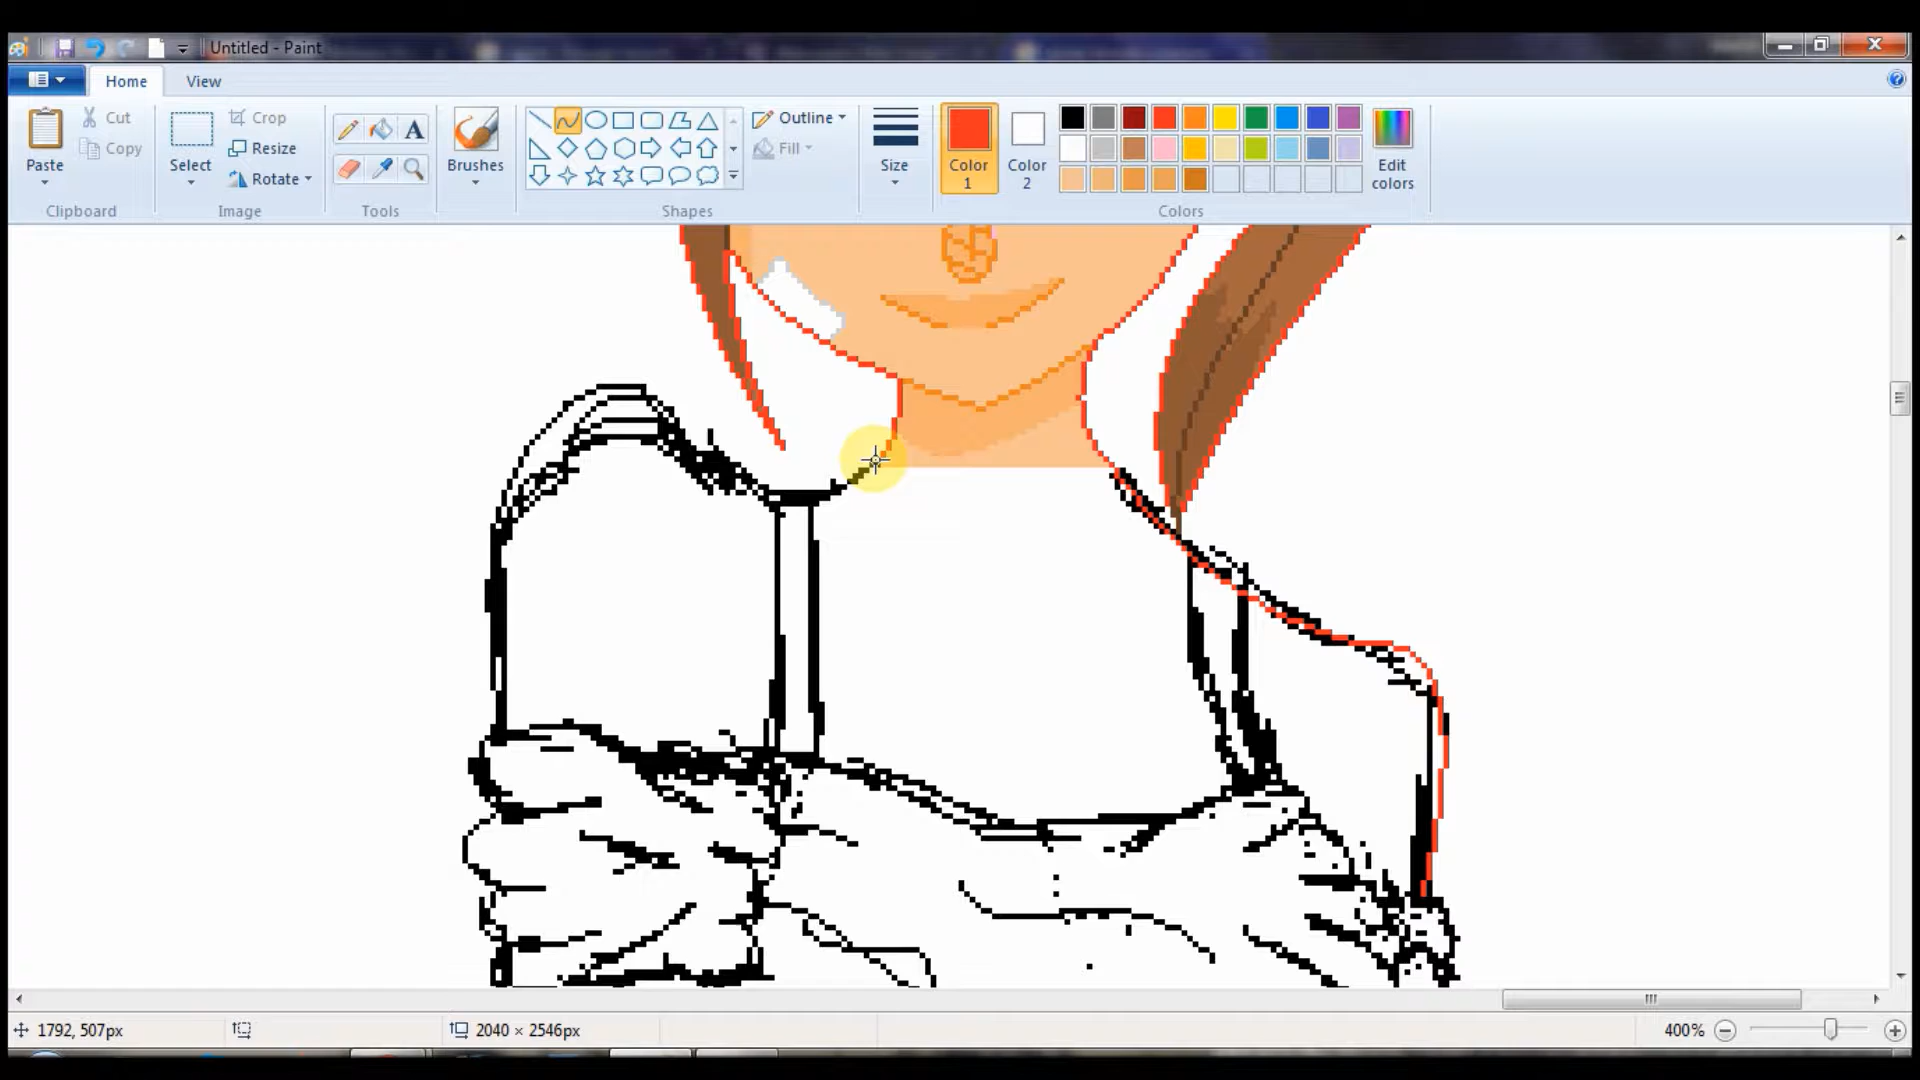 Untitled - Paint
Home View
Paste
Cut
Copy
Clipboard
Select
Crop
Resize
Rotate
Image
A
Tools
Brushes
Shapes
Outline
Fill
Size
Color 1
Color 2
Edit colors
Colors
1792, 507px
2040 × 2546px
400%